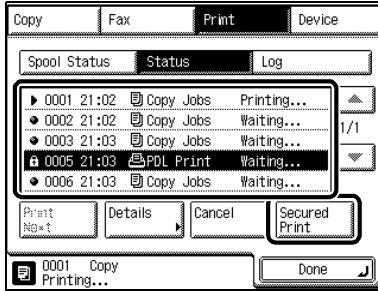 Copy Fax Print Device
Spool Status Status Log
0001 21:02 Copy Jobs Printing...
0002 21:02 Copy Jobs Waiting...
0003 21:03 Copy Jobs Waiting...
1/1
0005 21:03 PDL Print Waiting...
0006 21:03 Copy Jobs Waiting...
Print Details Cancel Secured
Next Print
0001 Copy Done
Printing...